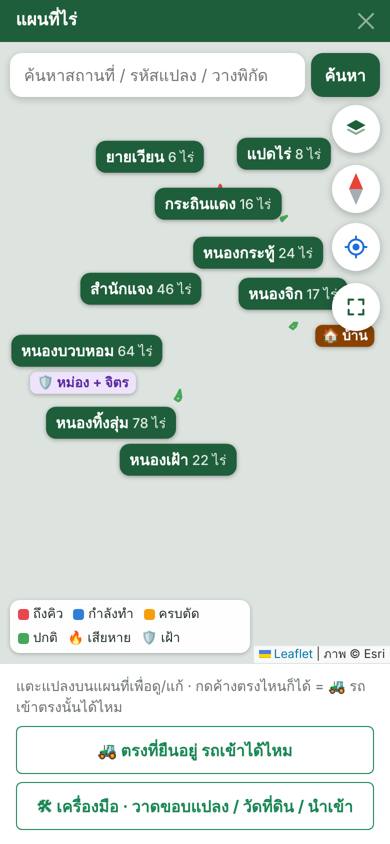 แผนที่ไร่
ค้นหาสถานที่ / รหัสแปลง / วางพิกัด
ค้นหา
ยายเวียน 6 ไร่
แปดไร่ 8 ไร่
กระถินแดง 16 ไร่
หนองกระทู้ 24 ไร่
สำนักแจง 46 ไร่
หนองจิก 17 ไร่
🏠 บ้าน
หนองบวบหอม 64 ไร่
🛡️ หม่อง + จิตร
หนองทิ้งสุ่ม 78 ไร่
หนองเฝ้า 22 ไร่
ถึงคิว กำลังทำ ครบตัด
ปกติ 🔥 เสียหาย 🛡️ เฝ้า
Leaflet | ภาพ © Esri
แตะแปลงบนแผนที่เพื่อดู/แก้ · กดค้างตรงไหนก็ได้ = 🚜 รถ
เข้าตรงนั้นได้ไหม
🚜 ตรงที่ยืนอยู่ รถเข้าได้ไหม
🛠 เครื่องมือ · วาดขอบแปลง / วัดที่ดิน / นำเข้า